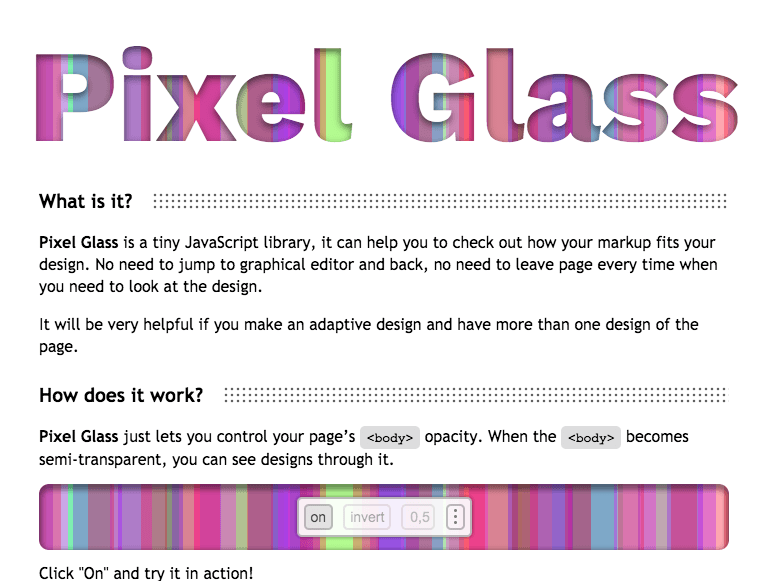 Pixel Glass
What is it?
Pixel Glass is a tiny JavaScript library, it can help you to check out how your markup fits your
design. No need to jump to graphical editor and back, no need to leave page every time when
you need to look at the design.
It will be very helpful if you make an adaptive design and have more than one design of the
page.
How does it work?
Pixel Glass just lets you control your page’s <body> opacity. When the <body> becomes
semi-transparent, you can see designs through it.
on invert 0,5
Click "On" and try it in action!